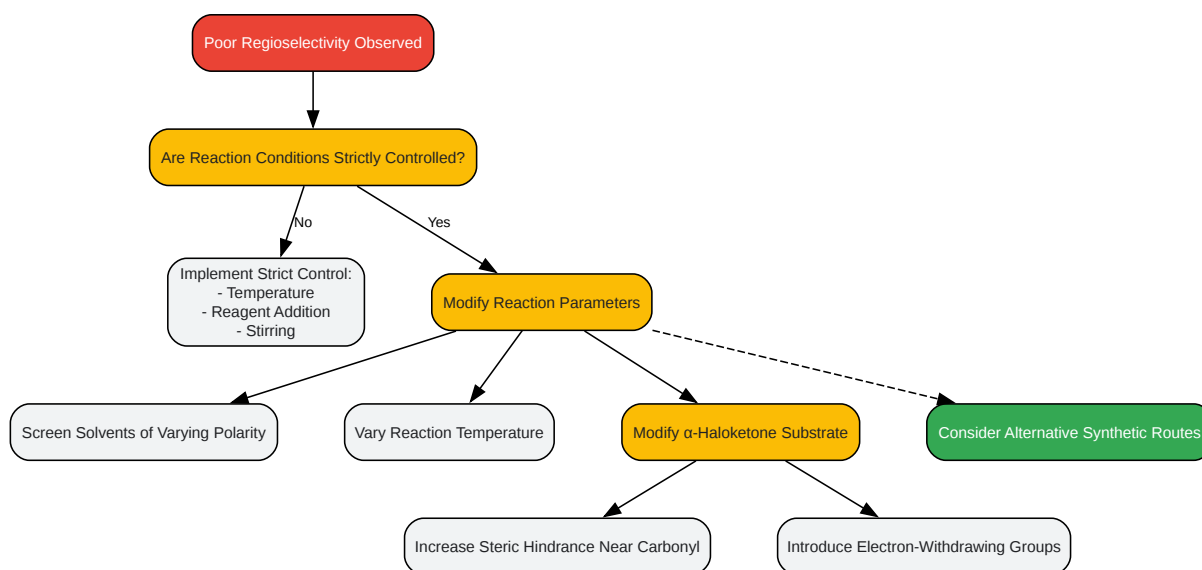 Poor Regioselectivity Observed
Are Reaction Conditions Strictly Controlled?
No
Yes
Implement Strict Control:
- Temperature
- Reagent Addition
- Stirring
Modify Reaction Parameters
Screen Solvents of Varying Polarity
Vary Reaction Temperature
Modify α-Haloketone Substrate
Consider Alternative Synthetic Routes
Increase Steric Hindrance Near Carbonyl
Introduce Electron-Withdrawing Groups